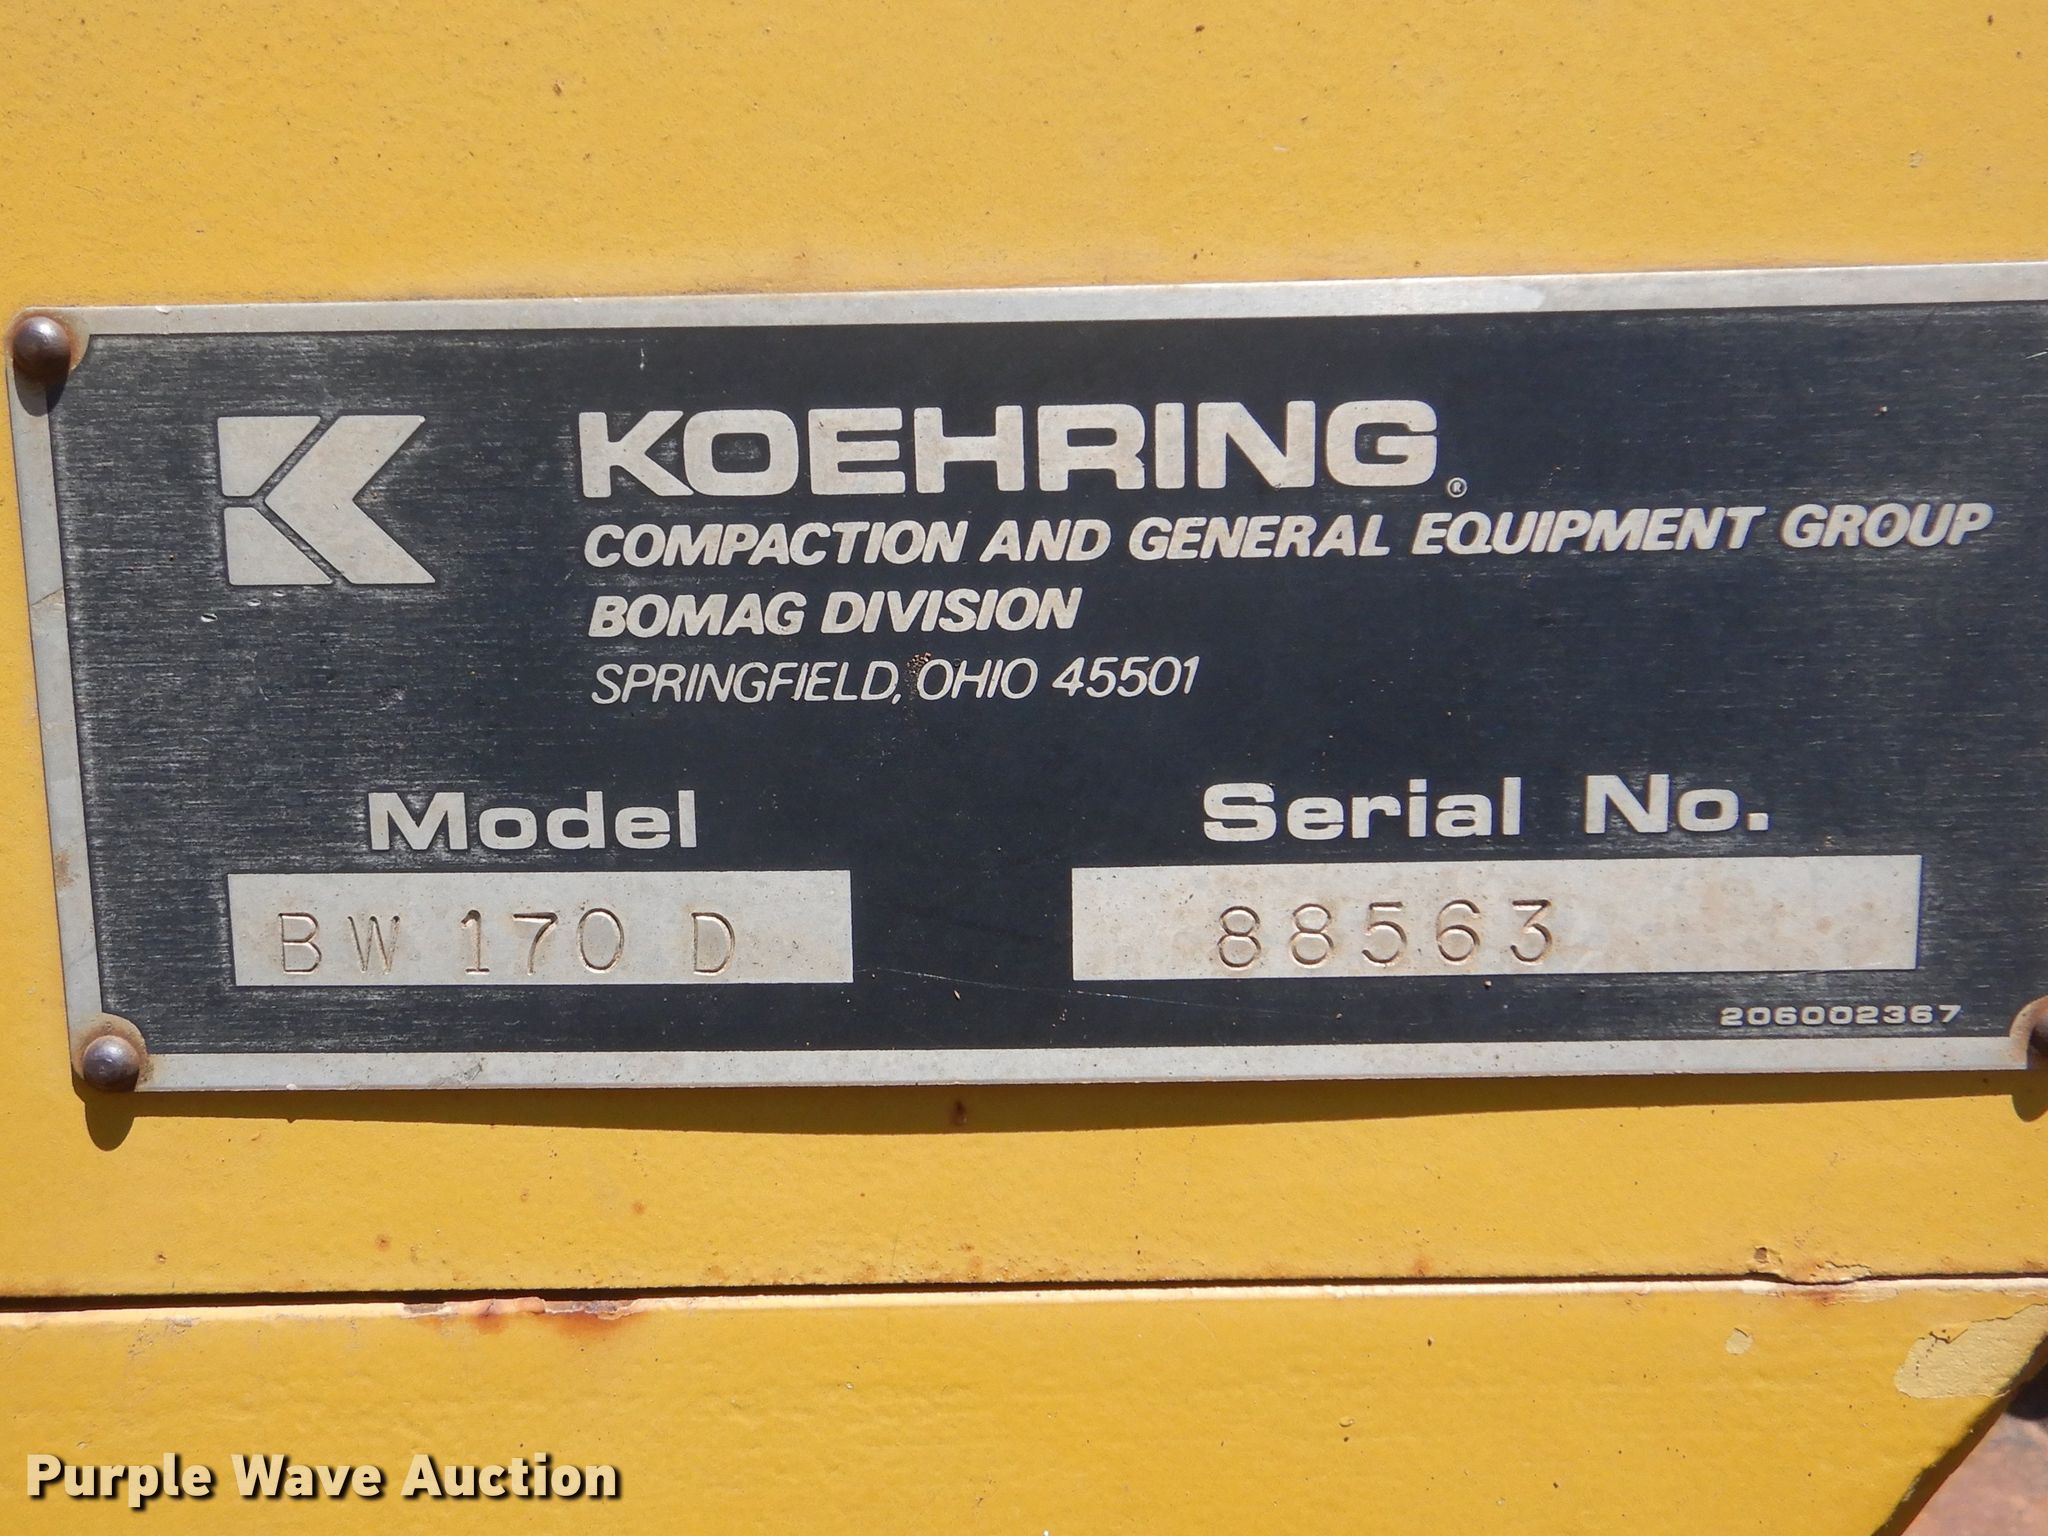 KOEHRING®
COMPACTION AND GENERAL EQUIPMENT GROUP
BOMAG DIVISION
SPRINGFIELD, OHIO 45501
Model Serial No.
BW 170 D 88563
206002367
Purple Wave Auction